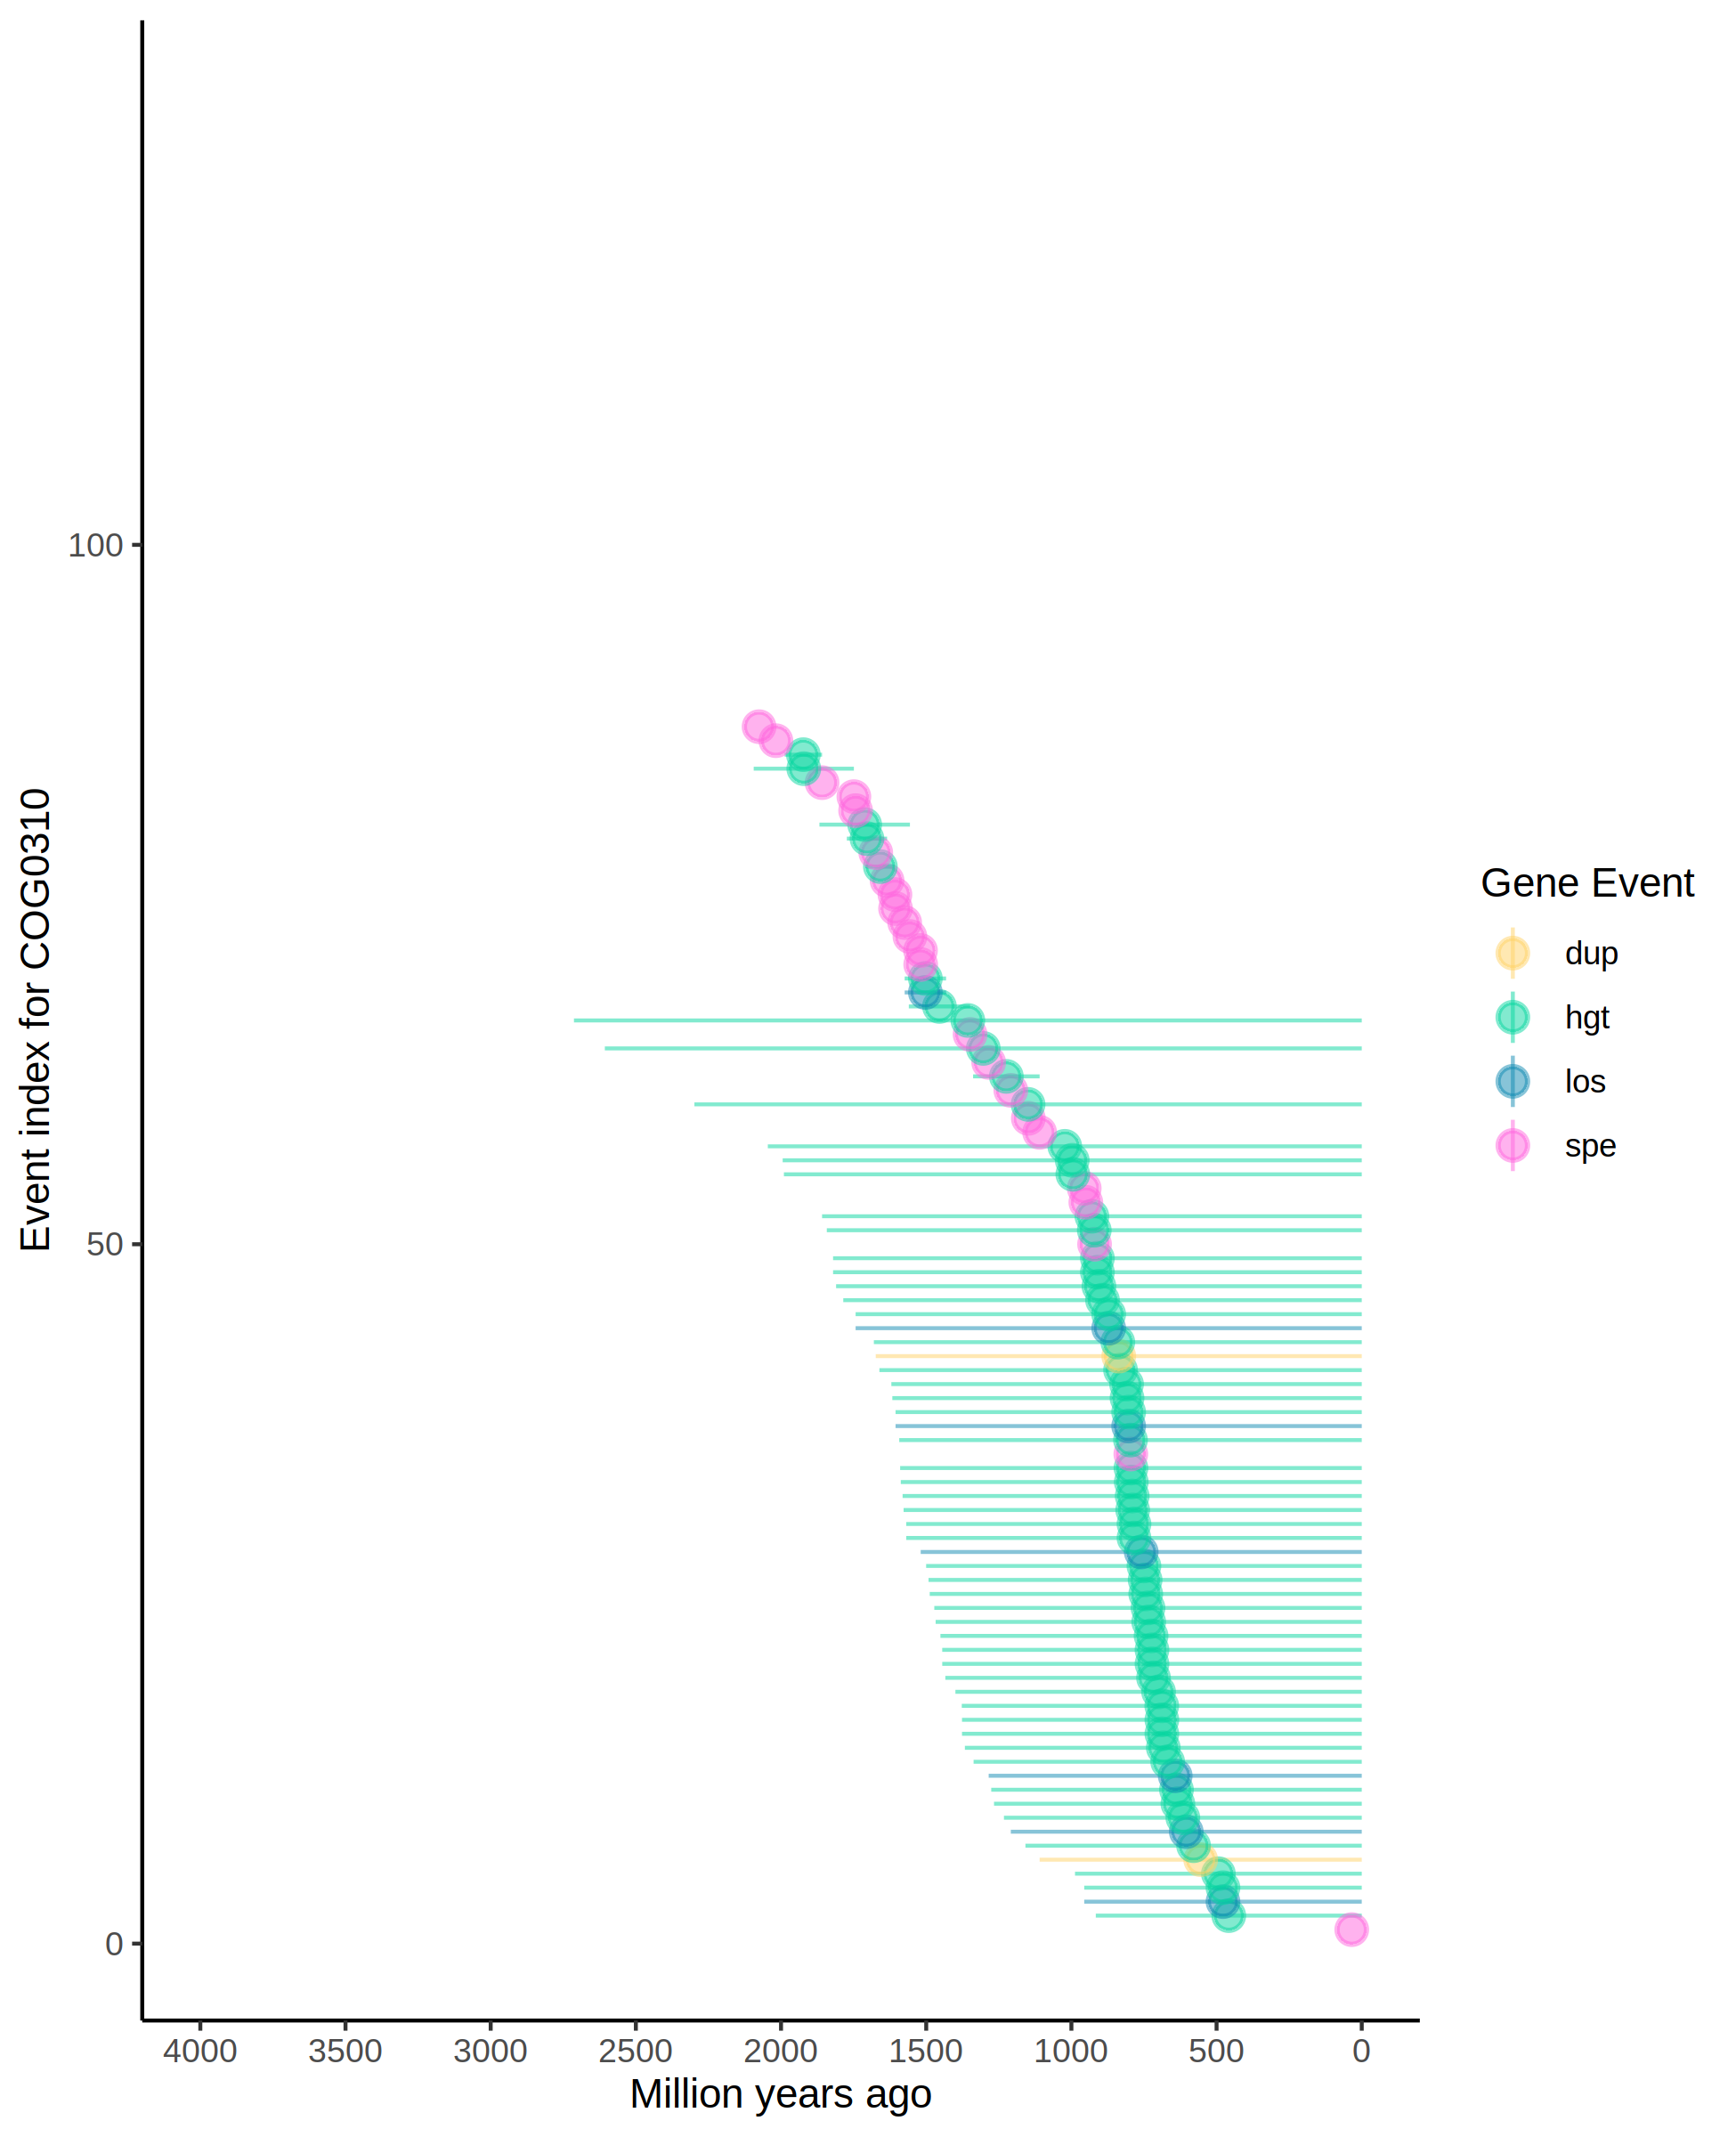 Event index for COG0310
100
50
0
4000 3500 3000 2500 2000 1500 1000 500 0
Million years ago
Gene Event
dup
hgt
los
spe